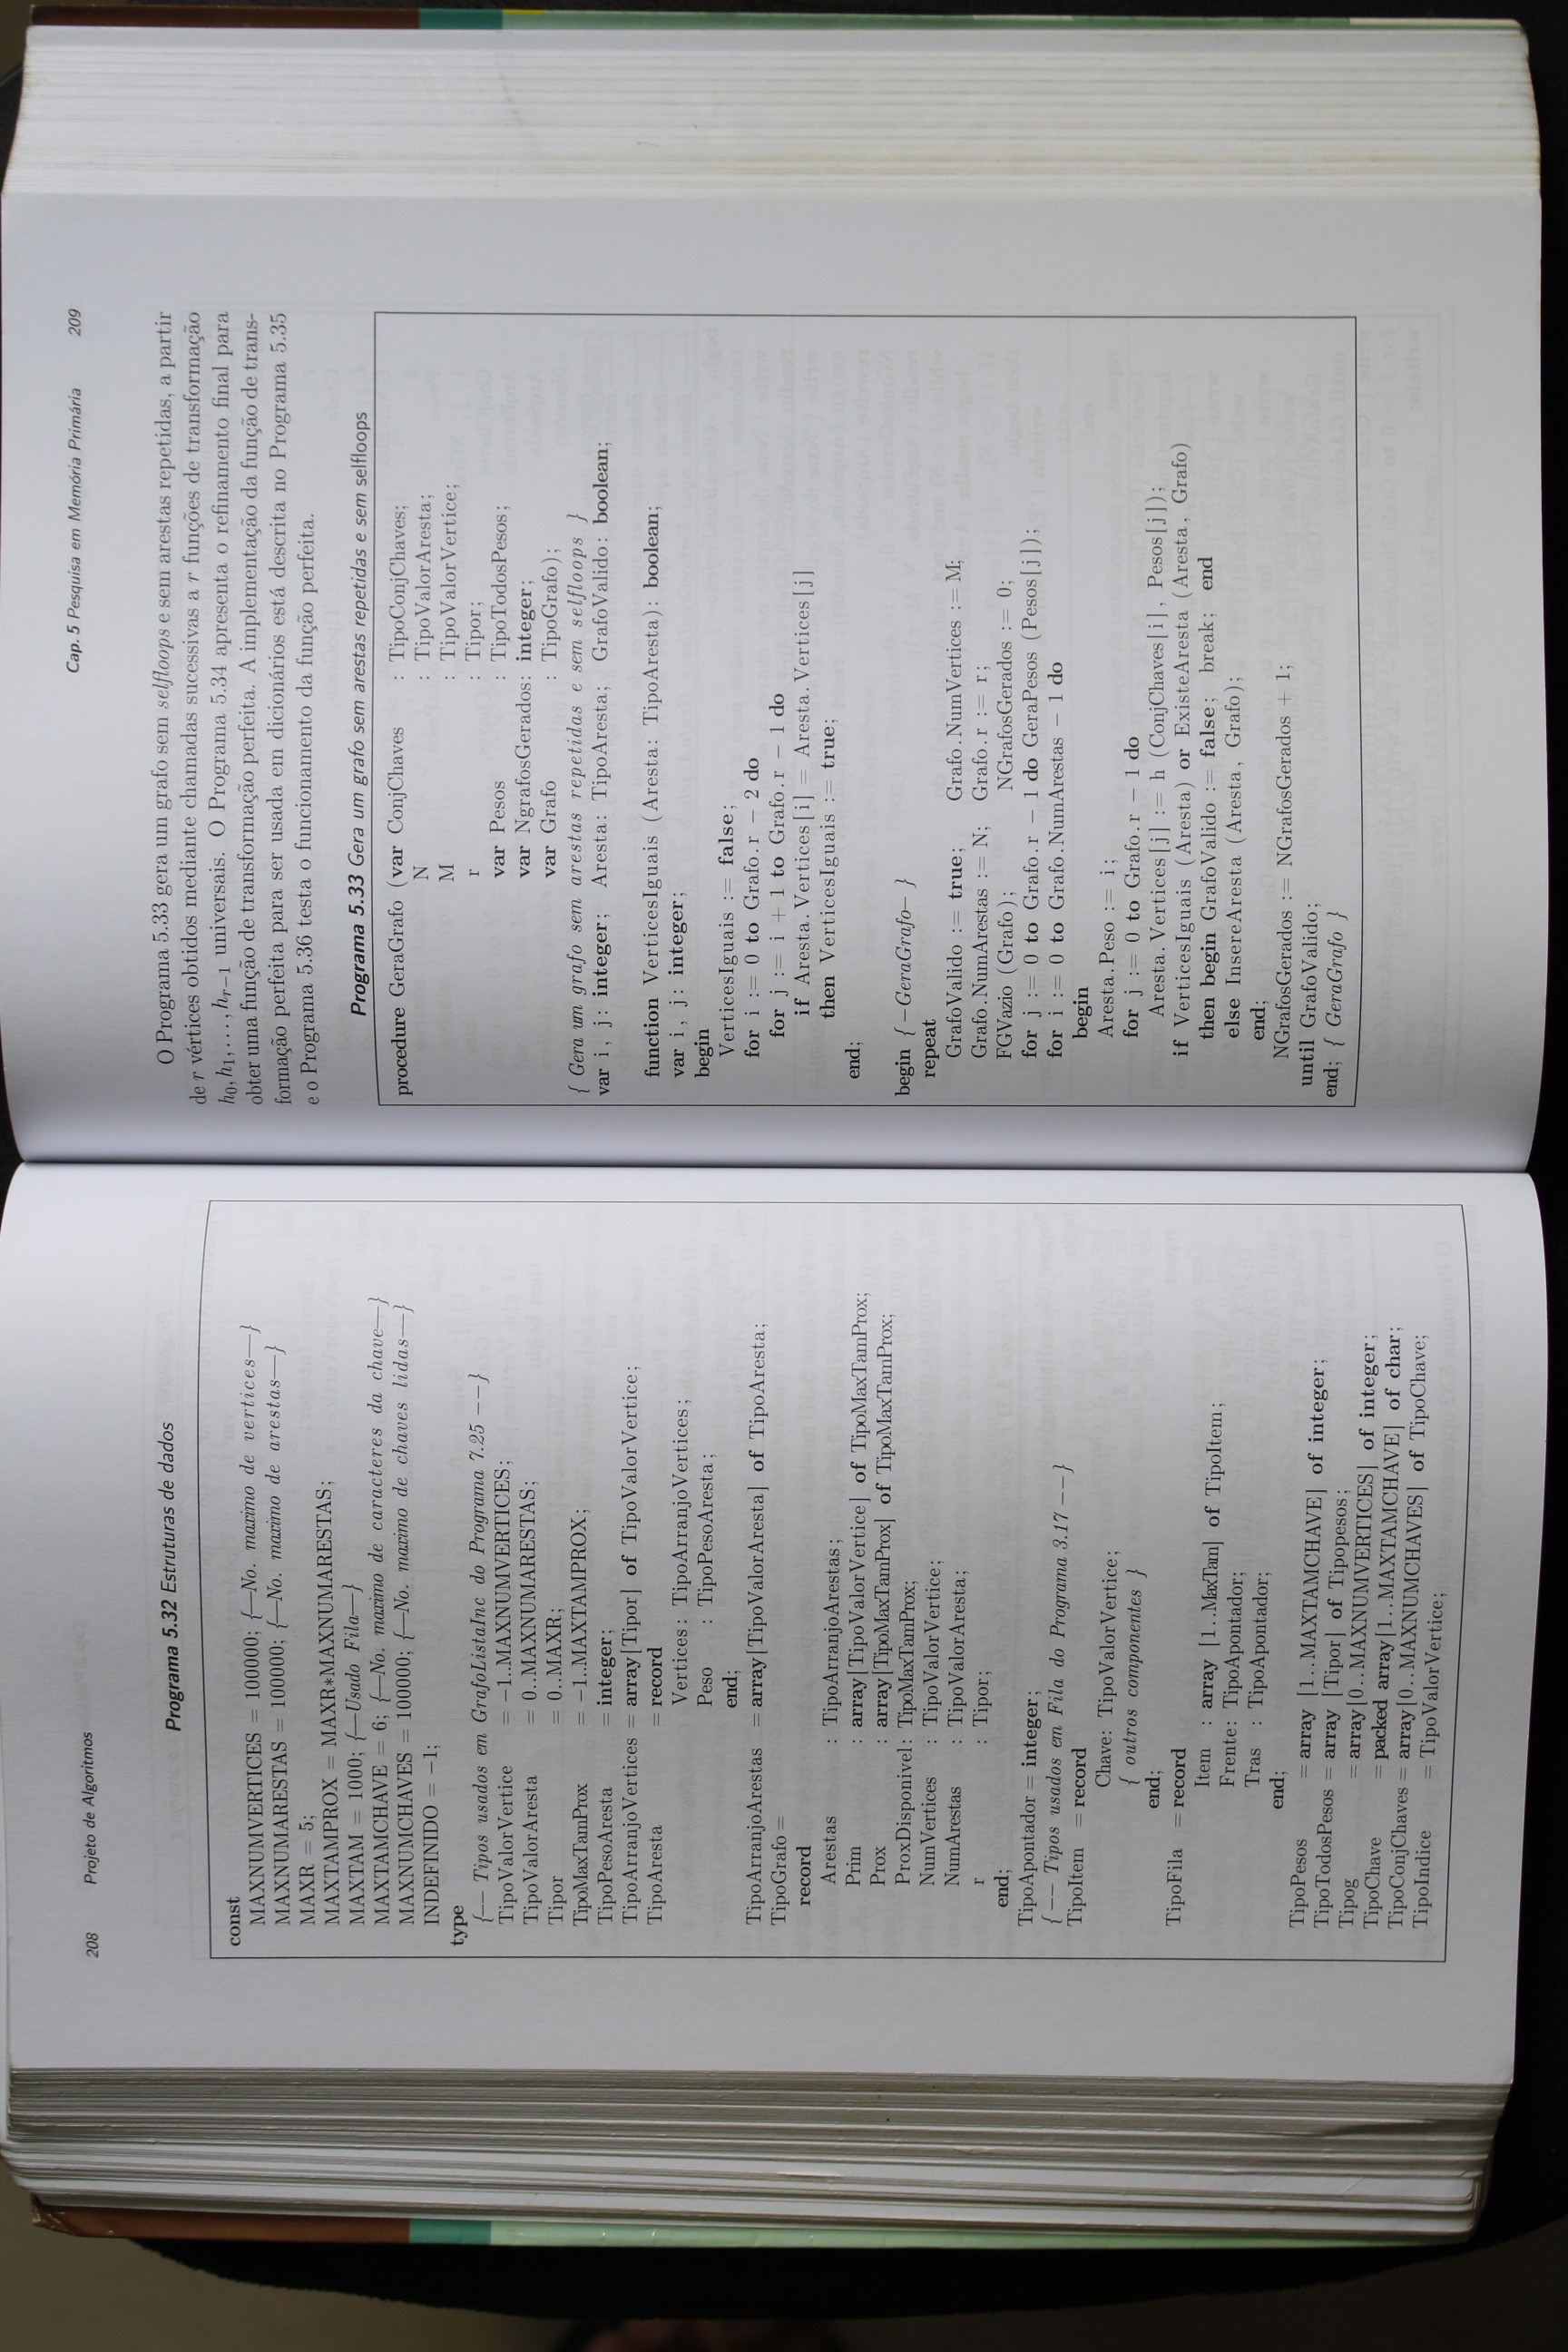 208 Projeto de Algoritmos
Programa 5.32 Estruturas de dados
const
MAXNUMVERTICES = 100000; {—No. maximo de vertices—}
MAXNUMARESTAS = 100000; {—No. maximo de arestas—}
MAXR = 5;
MAXTAMPROX = MAXR*MAXNUMARESTAS;
MAXTAM = 1000; {—Usado Fila—}
MAXTAMCHAVE = 6; {—No. maximo de caracteres da chave—}
MAXNUMCHAVES = 100000; {—No. maximo de chaves lidas—}
INDEFINIDO = −1;
type
{−− Tipos usados em GrafoListaInc do Programa 7.25 −−}
TipoValorVertice = −1..MAXNUMVERTICES;
TipoValorAresta = 0..MAXNUMARESTAS;
Tipor = 0..MAXR;
TipoMaxTamProx = −1..MAXTAMPROX;
TipoPesoAresta = integer;
TipoArranjoVertices = array[Tipor] of TipoValorVertice;
TipoAresta = record
Vertices: TipoArranjoVertices;
Peso : TipoPesoAresta;
end;
TipoArranjoArestas = array[TipoValorAresta] of TipoAresta;
TipoGrafo =
record
Arestas : TipoArranjoArestas;
Prim : array[TipoValorVertice] of TipoMaxTamProx;
Prox : array[TipoMaxTamProx] of TipoMaxTamProx;
ProxDisponivel: TipoMaxTamProx;
NumVertices : TipoValorVertice;
NumArestas : TipoValorAresta;
r : Tipor;
end;
TipoApontador = integer;
{ −− Tipos usados em Fila do Programa 3.17 −−}
TipoItem = record
Chave: TipoValorVertice;
{ outros componentes }
end;
TipoFila = record
Item : array [1..MaxTam] of TipoItem;
Frente: TipoApontador;
Tras : TipoApontador;
end;
TipoPesos = array [1..MAXTAMCHAVE] of integer;
TipoTodosPesos = array [Tipor] of Tipopesos;
Tipog = array[0..MAXNUMVERTICES] of integer;
TipoChave = packed array[1..MAXTAMCHAVE] of char;
TipoConjChaves = array[0..MAXNUMCHAVES] of TipoChave;
TipoIndice = TipoValorVertice;
Cap. 5 Pesquisa em Memória Primária 209
O Programa 5.33 gera um grafo sem selfloops e sem arestas repetidas, a partir
de r vértices obtidos mediante chamadas sucessivas a r funções de transformação
h0, h1, . . . , hr−1 universais. O Programa 5.34 apresenta o refinamento final para
obter uma função de transformação perfeita. A implementação da função de trans-
formação perfeita para ser usada em dicionários está descrita no Programa 5.35
e o Programa 5.36 testa o funcionamento da função perfeita.
Programa 5.33 Gera um grafo sem arestas repetidas e sem selfloops
procedure GeraGrafo (var ConjChaves : TipoConjChaves;
N : TipoValorAresta;
M : TipoValorVertice;
r : Tipor;
var Pesos : TipoTodosPesos;
var NgrafosGerados: integer;
var Grafo : TipoGrafo);
{ Gera um grafo sem arestas repetidas e sem selfloops }
var i, j: integer; Aresta: TipoAresta; GrafoValido: boolean;
function VerticesIguais (Aresta: TipoAresta): boolean;
var i, j: integer;
begin
VerticesIguais := false;
for i := 0 to Grafo.r − 2 do
for j := i + 1 to Grafo.r − 1 do
if Aresta.Vertices[i] = Aresta.Vertices[j]
then VerticesIguais := true;
end;
begin {−GeraGrafo− }
repeat
GrafoValido := true; Grafo.NumVertices := M;
Grafo.NumArestas := N; Grafo.r := r;
FGVazio (Grafo); NGrafosGerados := 0;
for j := 0 to Grafo.r − 1 do GeraPesos (Pesos[j]);
for i := 0 to Grafo.NumArestas − 1 do
begin
Aresta.Peso := i;
for j := 0 to Grafo.r − 1 do
Aresta.Vertices[j] := h (ConjChaves[i], Pesos[j]);
if VerticesIguais (Aresta) or ExisteAresta (Aresta, Grafo)
then begin GrafoValido := false; break; end
else InsereAresta (Aresta, Grafo);
end;
NGrafosGerados := NGrafosGerados + 1;
until GrafoValido;
end; { GeraGrafo }